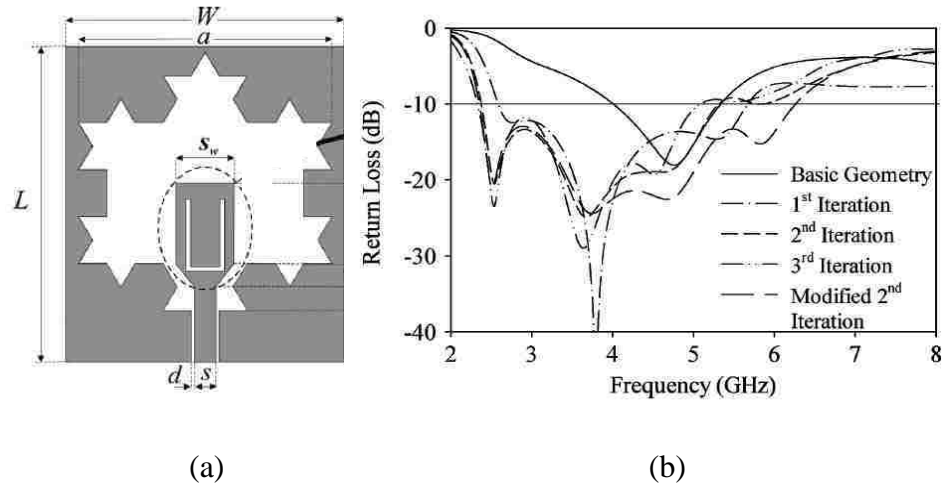 W
a
s_w
L
d
s
0
-10
-20
-30
-40
Return Loss (dB)
2
3
4
5
6
7
8
Frequency (GHz)
Basic Geometry
1st Iteration
2nd Iteration
3rd Iteration
Modified 2nd
Iteration
(a)
(b)